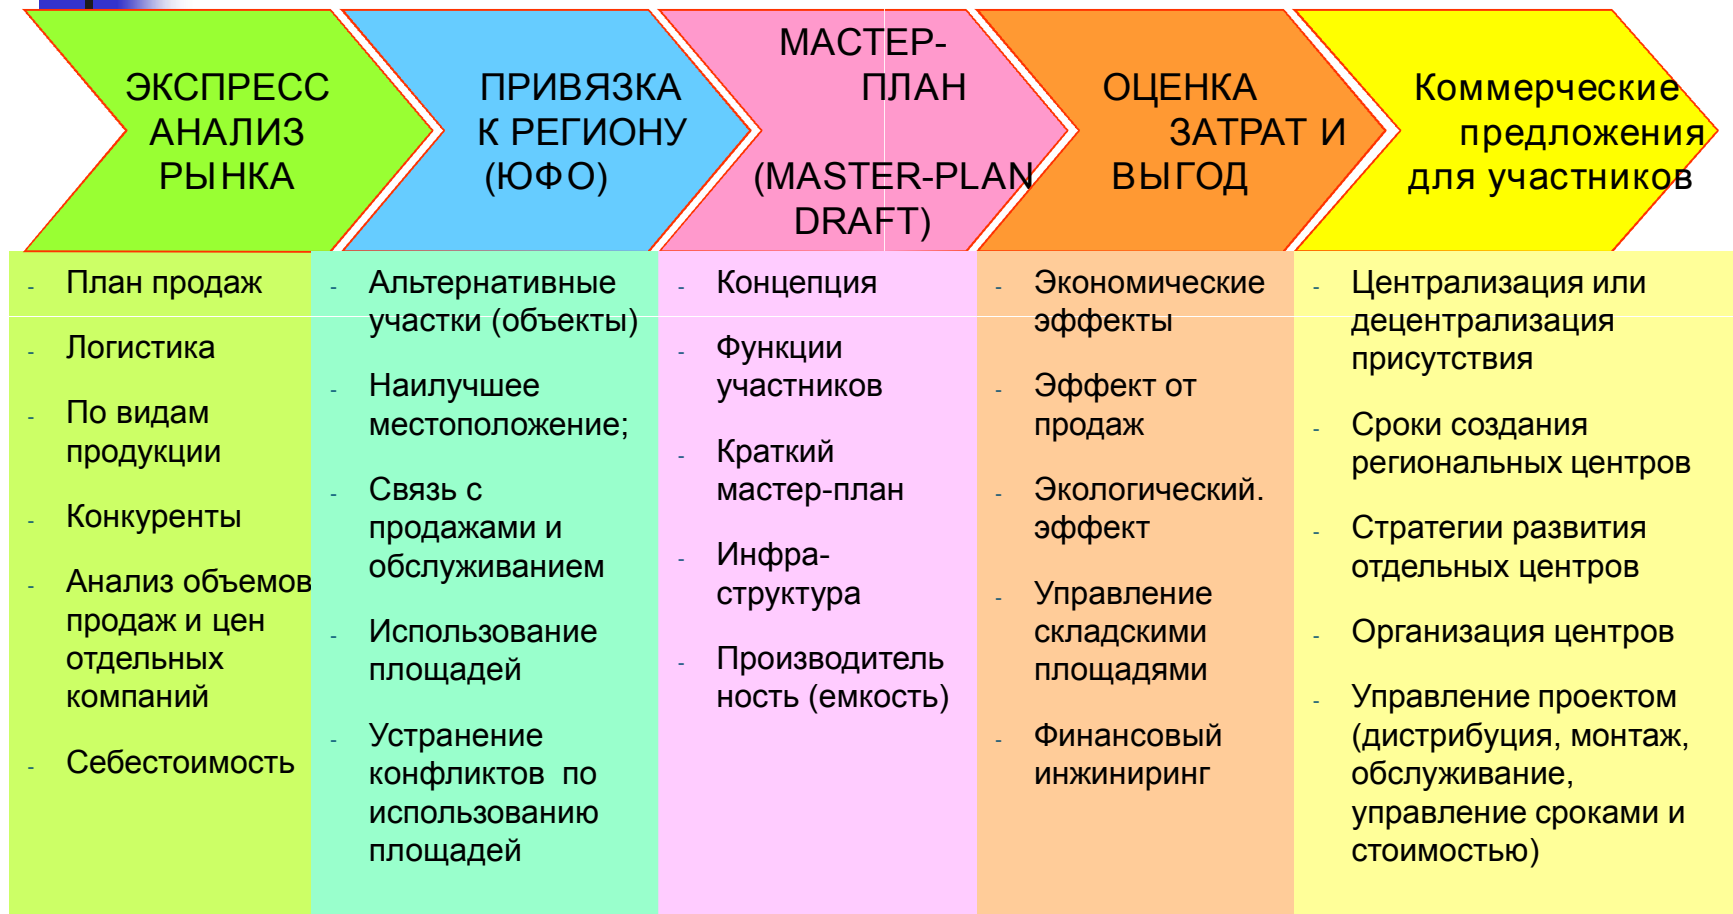 ЭКСПРЕСС
АНАЛИЗ
РЫНКА
ПРИВЯЗКА
К РЕГИОНУ
(ЮФО)
МАСТЕР-
ПЛАН
(MASTER-PLAN
DRAFT)
ОЦЕНКА
ЗАТРАТ И
ВЫГОД
Коммерческие
предложения
для участников
- План продаж
- Логистика
- По видам
продукции
- Конкуренты
- Анализ объемов
продаж и цен
отдельных
компаний
- Себестоимость
- Альтернативные
участки (объекты)
- Наилучшее
местоположение;
- Связь с
продажами и
обслуживанием
- Использование
площадей
- Устранение
конфликтов по
использованию
площадей
- Концепция
- Функции
участников
- Краткий
мастер-план
- Инфра-
структура
- Производитель
ность (емкость)
- Экономические
эффекты
- Эффект от
продаж
- Экологический.
эффект
- Управление
складскими
площадями
- Финансовый
инжиниринг
- Централизация или
децентрализация
присутствия
- Сроки создания
региональных центров
- Стратегии развития
отдельных центров
- Организация центров
- Управление проектом
(дистрибуция, монтаж,
обслуживание,
управление сроками и
стоимостью)